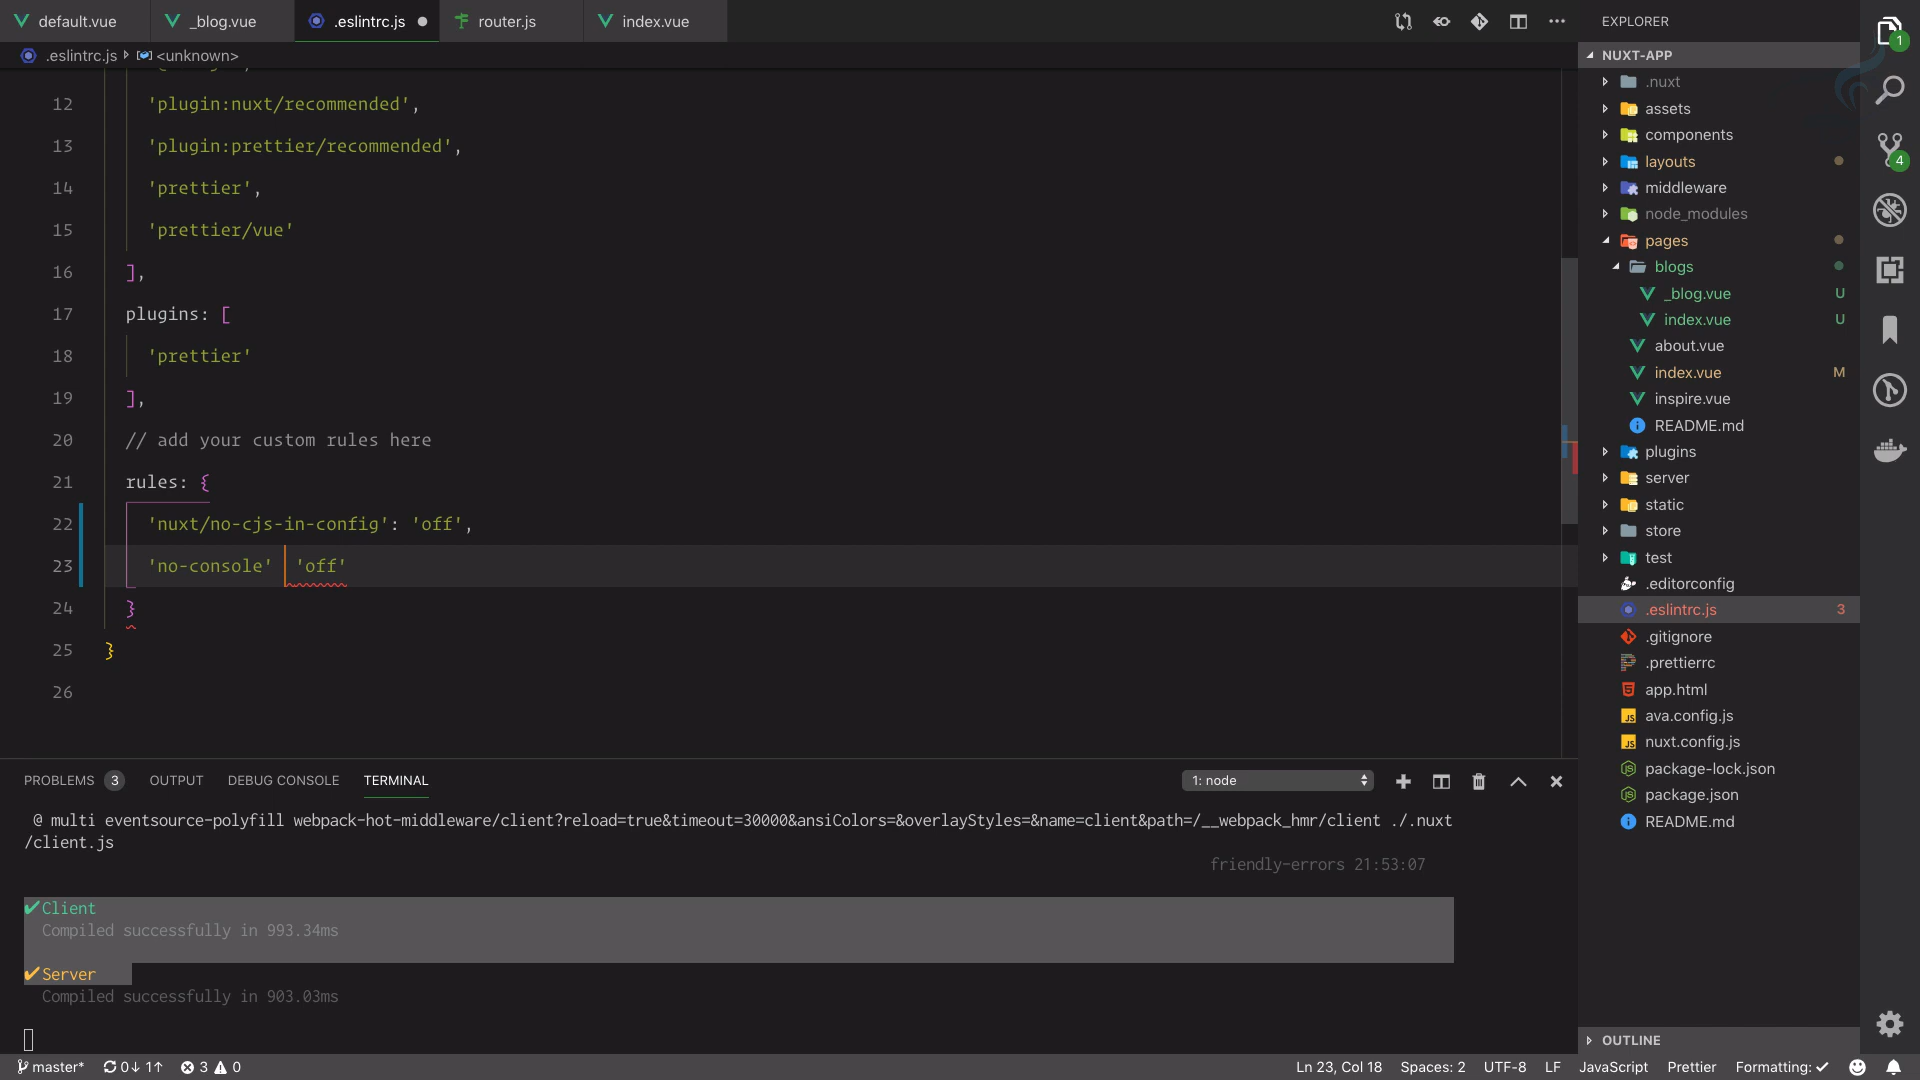 default.vue
_blog.vue
.eslintrc.js
router.js
index.vue
.eslintrc.js
<unknown>
12 'plugin:nuxt/recommended',
13 'plugin:prettier/recommended',
14 'prettier',
15 'prettier/vue'
16 ],
17 plugins: [
18 'prettier'
19 ],
20 // add your custom rules here
21 rules: {
22 'nuxt/no-cjs-in-config': 'off',
23 'no-console' 'off'
24 }
25 }
26
PROBLEMS 3
OUTPUT
DEBUG CONSOLE
TERMINAL
1: node
@ multi eventsource-polyfill webpack-hot-middleware/client?reload=true&timeout=30000&ansiColors=&overlayStyles=&name=client&path=/__webpack_hmr/client ./.nuxt
/client.js
friendly-errors 21:53:07
✔Client
Compiled successfully in 993.34ms
✔Server
Compiled successfully in 903.03ms
EXPLORER
NUXT-APP
.nuxt
assets
components
layouts
middleware
node_modules
pages
blogs
_blog.vue U
index.vue U
about.vue
index.vue M
inspire.vue
README.md
plugins
server
static
store
test
.editorconfig
.eslintrc.js 3
.gitignore
.prettierrc
app.html
ava.config.js
nuxt.config.js
package-lock.json
package.json
README.md
OUTLINE
1
4
master* 0↓ 1↑ 3 0
Ln 23, Col 18 Spaces: 2 UTF-8 LF JavaScript Prettier Formatting: ✔